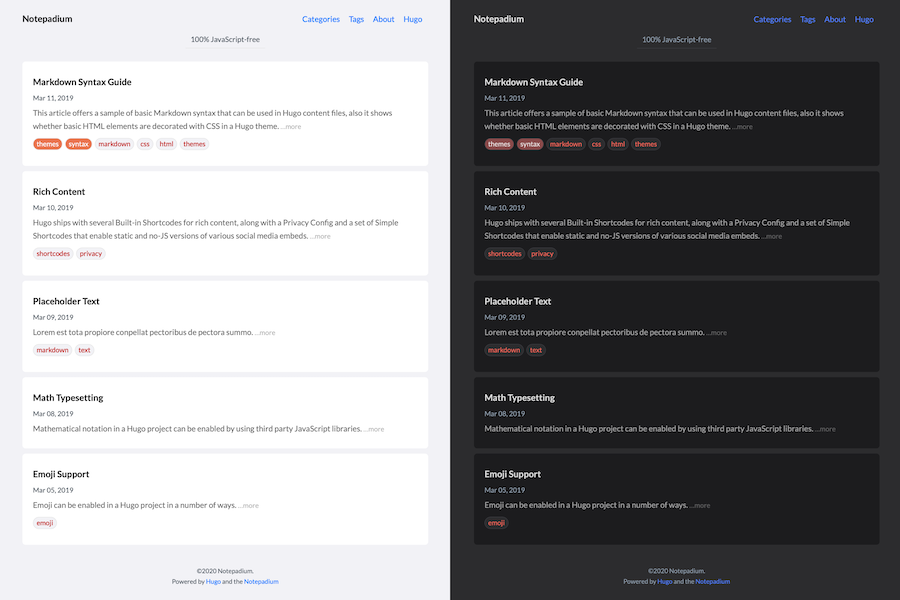 Notepadium
Categories Tags About Hugo
100% JavaScript-free
Markdown Syntax Guide
Mar 11, 2019
This article offers a sample of basic Markdown syntax that can be used in Hugo content files, also it shows
whether basic HTML elements are decorated with CSS in a Hugo theme. ...more
themes syntax markdown css html themes
Rich Content
Mar 10, 2019
Hugo ships with several Built-in Shortcodes for rich content, along with a Privacy Config and a set of Simple
Shortcodes that enable static and no-JS versions of various social media embeds. ...more
shortcodes privacy
Placeholder Text
Mar 09, 2019
Lorem est tota propiore conpellat pectoribus de pectora summo. ...more
markdown text
Math Typesetting
Mar 08, 2019
Mathematical notation in a Hugo project can be enabled by using third party JavaScript libraries. ...more
Emoji Support
Mar 05, 2019
Emoji can be enabled in a Hugo project in a number of ways. ...more
emoji
©2020 Notepadium.
Powered by Hugo and the Notepadium
Notepadium
Categories Tags About Hugo
100% JavaScript-free
Markdown Syntax Guide
Mar 11, 2019
This article offers a sample of basic Markdown syntax that can be used in Hugo content files, also it shows
whether basic HTML elements are decorated with CSS in a Hugo theme. ...more
themes syntax markdown css html themes
Rich Content
Mar 10, 2019
Hugo ships with several Built-in Shortcodes for rich content, along with a Privacy Config and a set of Simple
Shortcodes that enable static and no-JS versions of various social media embeds. ...more
shortcodes privacy
Placeholder Text
Mar 09, 2019
Lorem est tota propiore conpellat pectoribus de pectora summo. ...more
markdown text
Math Typesetting
Mar 08, 2019
Mathematical notation in a Hugo project can be enabled by using third party JavaScript libraries. ...more
Emoji Support
Mar 05, 2019
Emoji can be enabled in a Hugo project in a number of ways. ...more
emoji
©2020 Notepadium.
Powered by Hugo and the Notepadium